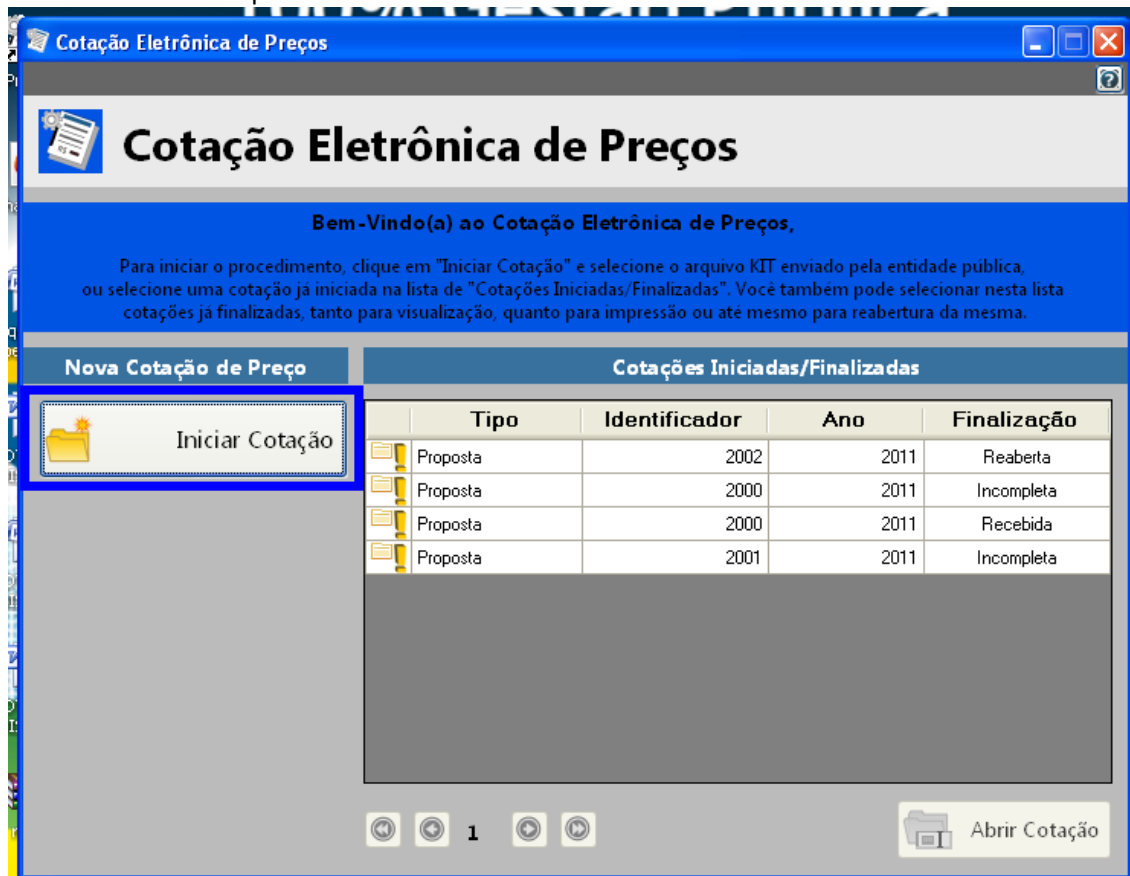 100% Gestão Pública
Cotação Eletrônica de Preços
Cotação Eletrônica de Preços
Bem-Vindo(a) ao Cotação Eletrônica de Preços,
Para iniciar o procedimento, clique em "Iniciar Cotação" e selecione o arquivo KIT enviado pela entidade pública,
ou selecione uma cotação já iniciada na lista de "Cotações Iniciadas/Finalizadas". Você também pode selecionar nesta lista
cotações já finalizadas, tanto para visualização, quanto para impressão ou até mesmo para reabertura da mesma.
Nova Cotação de Preço
Cotações Iniciadas/Finalizadas
Iniciar Cotação
Tipo Identificador Ano Finalização
Proposta 2002 2011 Reaberta
Proposta 2000 2011 Incompleta
Proposta 2000 2011 Recebida
Proposta 2001 2011 Incompleta
1
Abrir Cotação